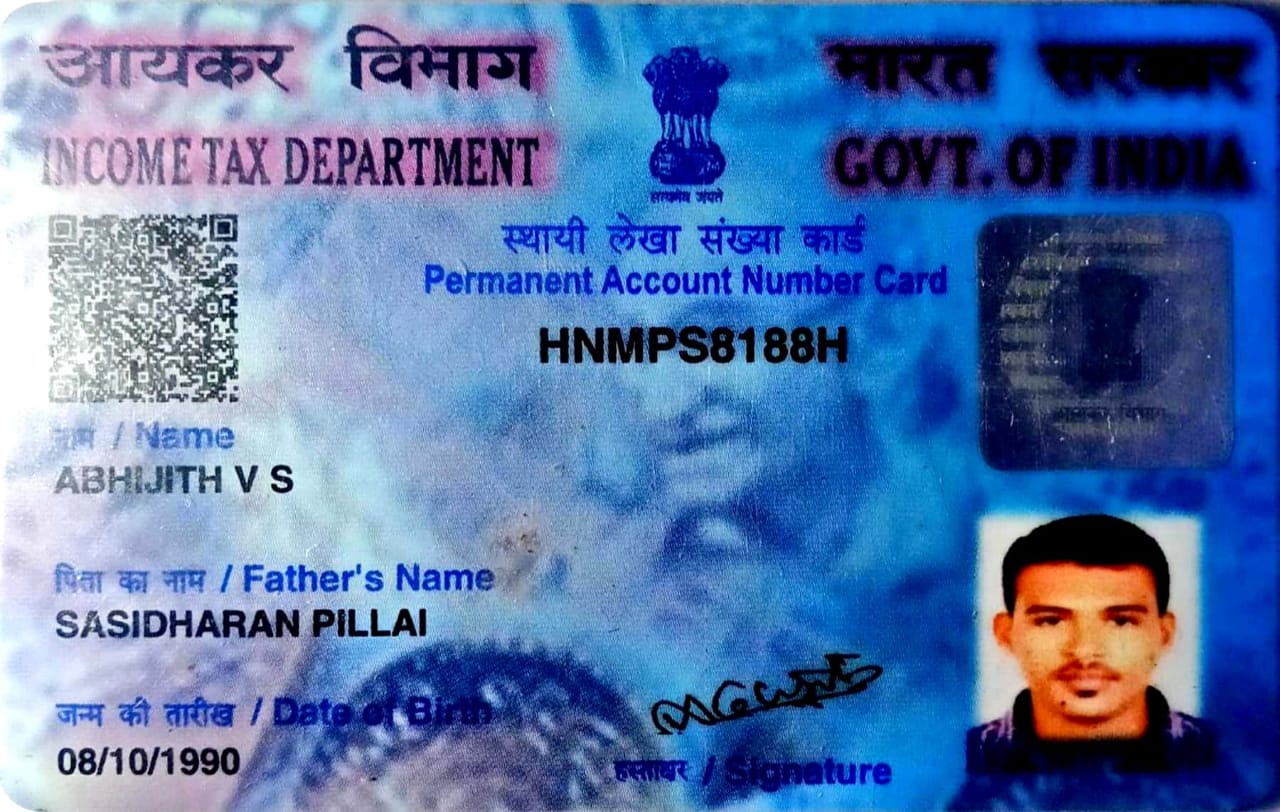 आयकर विभाग
INCOME TAX DEPARTMENT
भारत सरकार
GOVT. OF INDIA
सत्यमेव जयते
स्थायी लेखा संख्या कार्ड
Permanent Account Number Card
HNMPS8188H
नाम / Name
ABHIJITH V S
पिता का नाम / Father's Name
SASIDHARAN PILLAI
जन्म की तारीख / Date of Birth
08/10/1990
हस्ताक्षर / Signature
आयकर विभाग